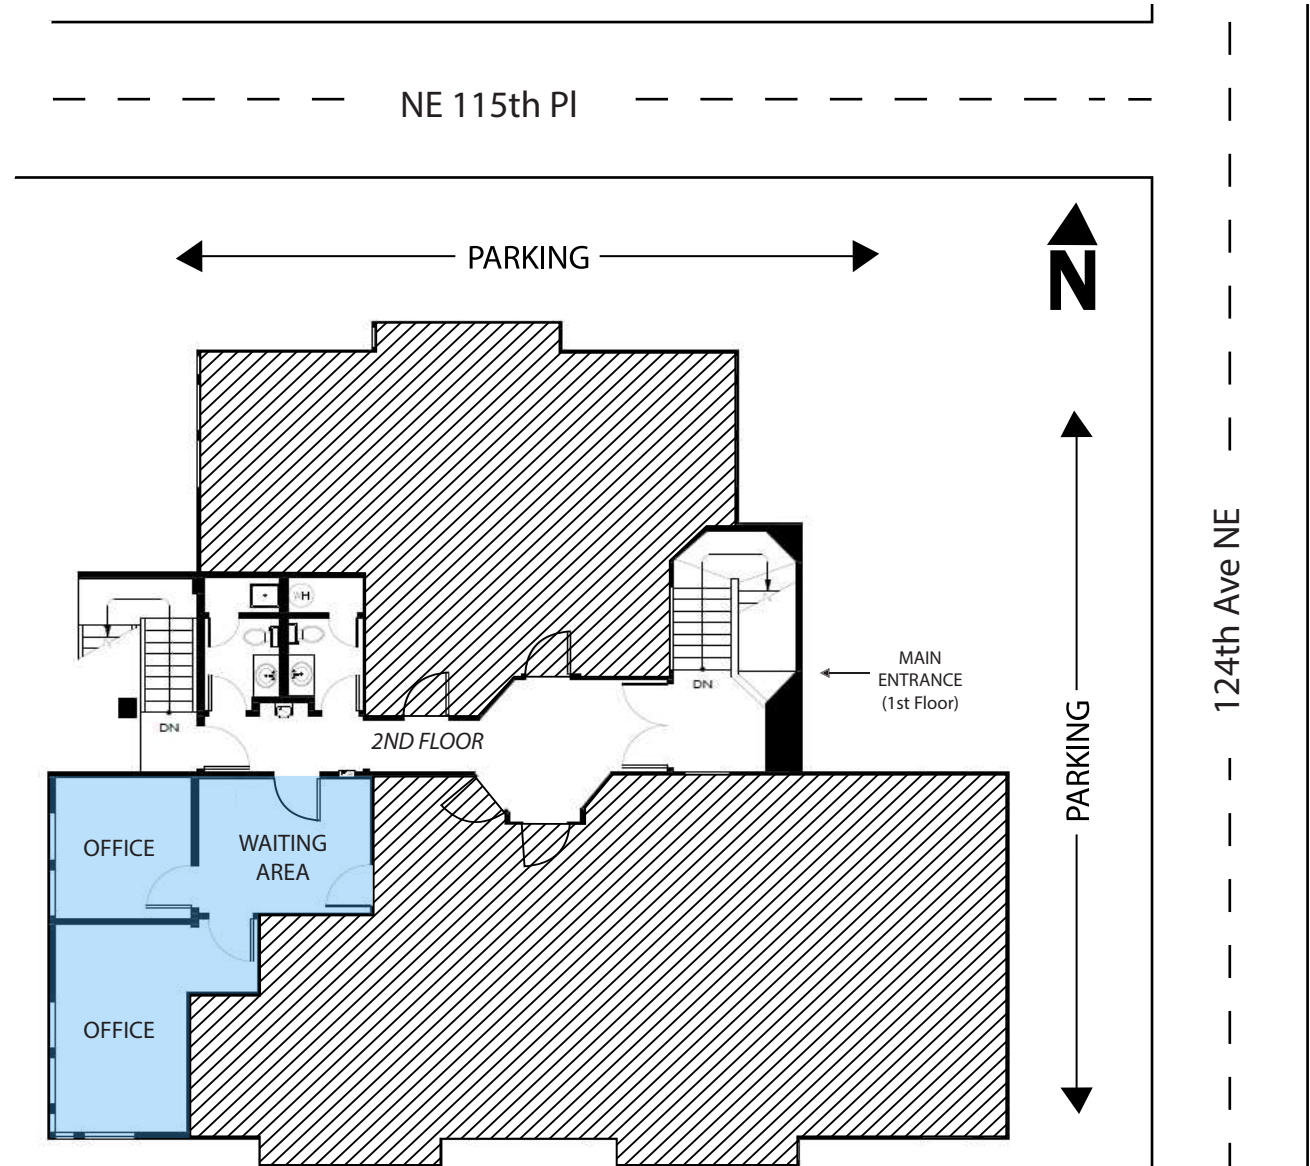 NE 115th Pl
PARKING
N
WH
DN
MAIN
ENTRANCE
(1st Floor)
DN
2ND FLOOR
124th Ave NE
PARKING
OFFICE
WAITING
AREA
OFFICE